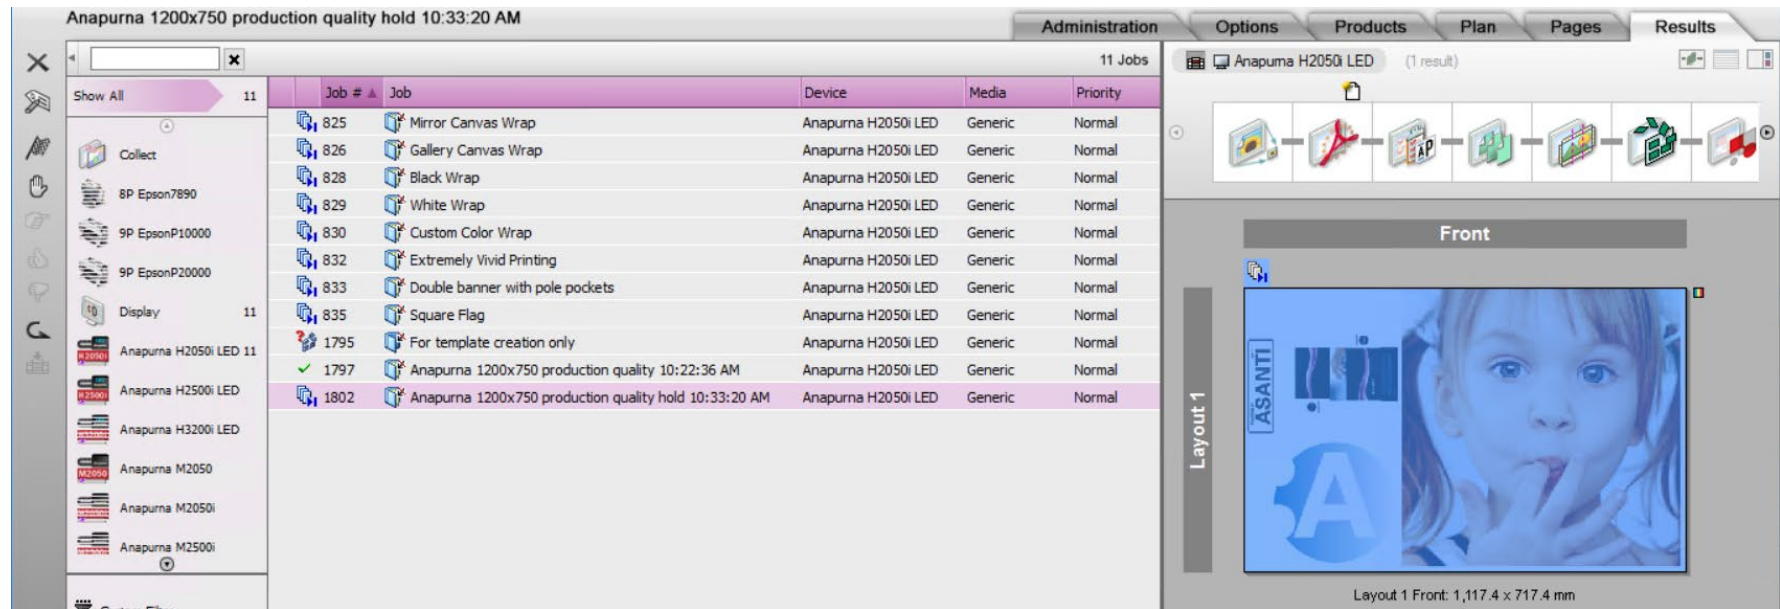 Anapurna 1200x750 production quality hold 10:33:20 AM
Administration Options Products Plan Pages Results
11 Jobs
Anapurna H2050i LED (1 result)
Show All 11
Job # Job Device Media Priority
Collect
8P Epson7890
9P EpsonP10000
9P EpsonP20000
Display 11
Anapurna H2050i LED 11
Anapurna H2500i LED
Anapurna H3200i LED
Anapurna M2050
Anapurna M2050i
Anapurna M2500i
825 Mirror Canvas Wrap Anapurna H2050i LED Generic Normal
826 Gallery Canvas Wrap Anapurna H2050i LED Generic Normal
828 Black Wrap Anapurna H2050i LED Generic Normal
829 White Wrap Anapurna H2050i LED Generic Normal
830 Custom Color Wrap Anapurna H2050i LED Generic Normal
832 Extremely Vivid Printing Anapurna H2050i LED Generic Normal
833 Double banner with pole pockets Anapurna H2050i LED Generic Normal
835 Square Flag Anapurna H2050i LED Generic Normal
1795 For template creation only Anapurna H2050i LED Generic Normal
1797 Anapurna 1200x750 production quality 10:22:36 AM Anapurna H2050i LED Generic Normal
1802 Anapurna 1200x750 production quality hold 10:33:20 AM Anapurna H2050i LED Generic Normal
AP
Front
Layout 1
ASANTI
A
Layout 1 Front: 1,117.4 x 717.4 mm
H2050i
H2500i
M2050